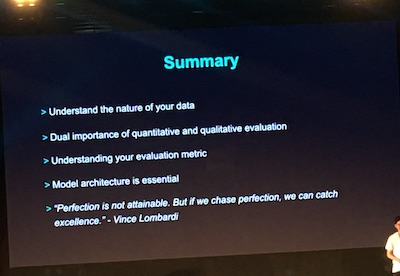 Summary
> Understand the nature of your data
> Dual importance of quantitative and qualitative evaluation
> Understanding your evaluation metric
> Model architecture is essential
> "Perfection is not attainable. But if we chase perfection, we can catch
excellence." - Vince Lombardi